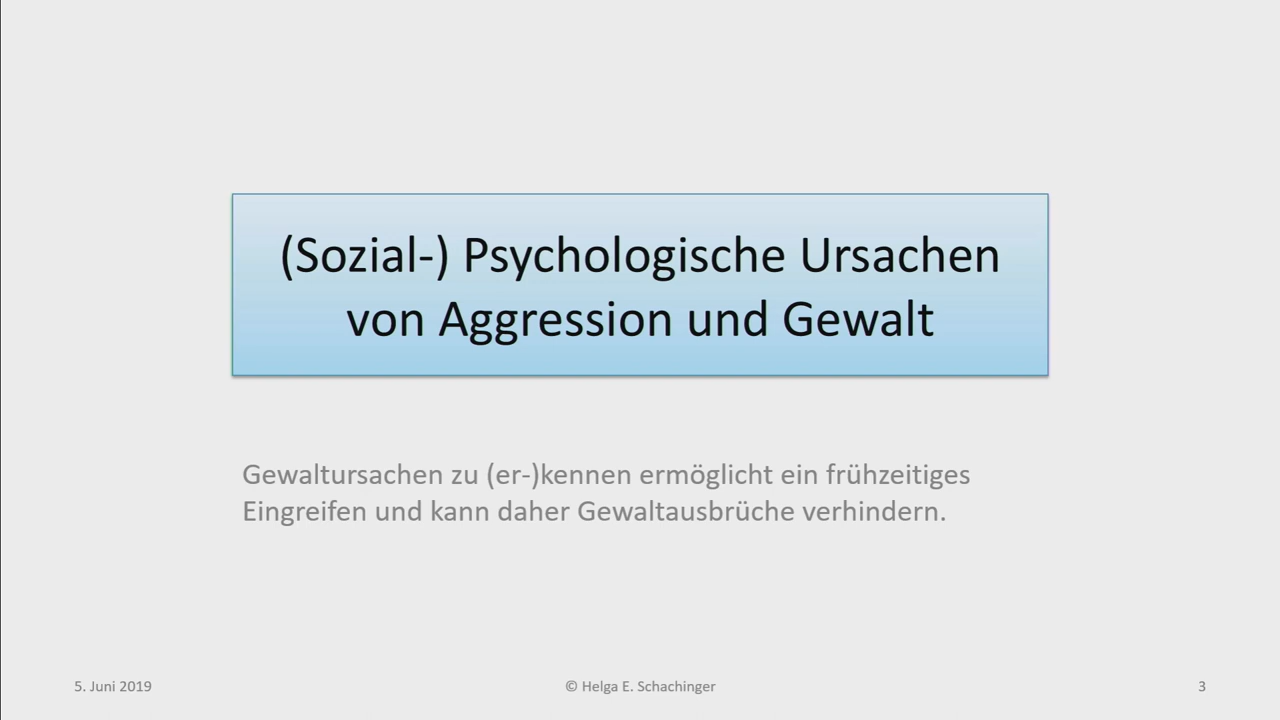 (Sozial-) Psychologische Ursachen
von Aggression und Gewalt
Gewaltursachen zu (er-)kennen ermöglicht ein frühzeitiges
Eingreifen und kann daher Gewaltausbrüche verhindern.
5. Juni 2019
© Helga E. Schachinger
3